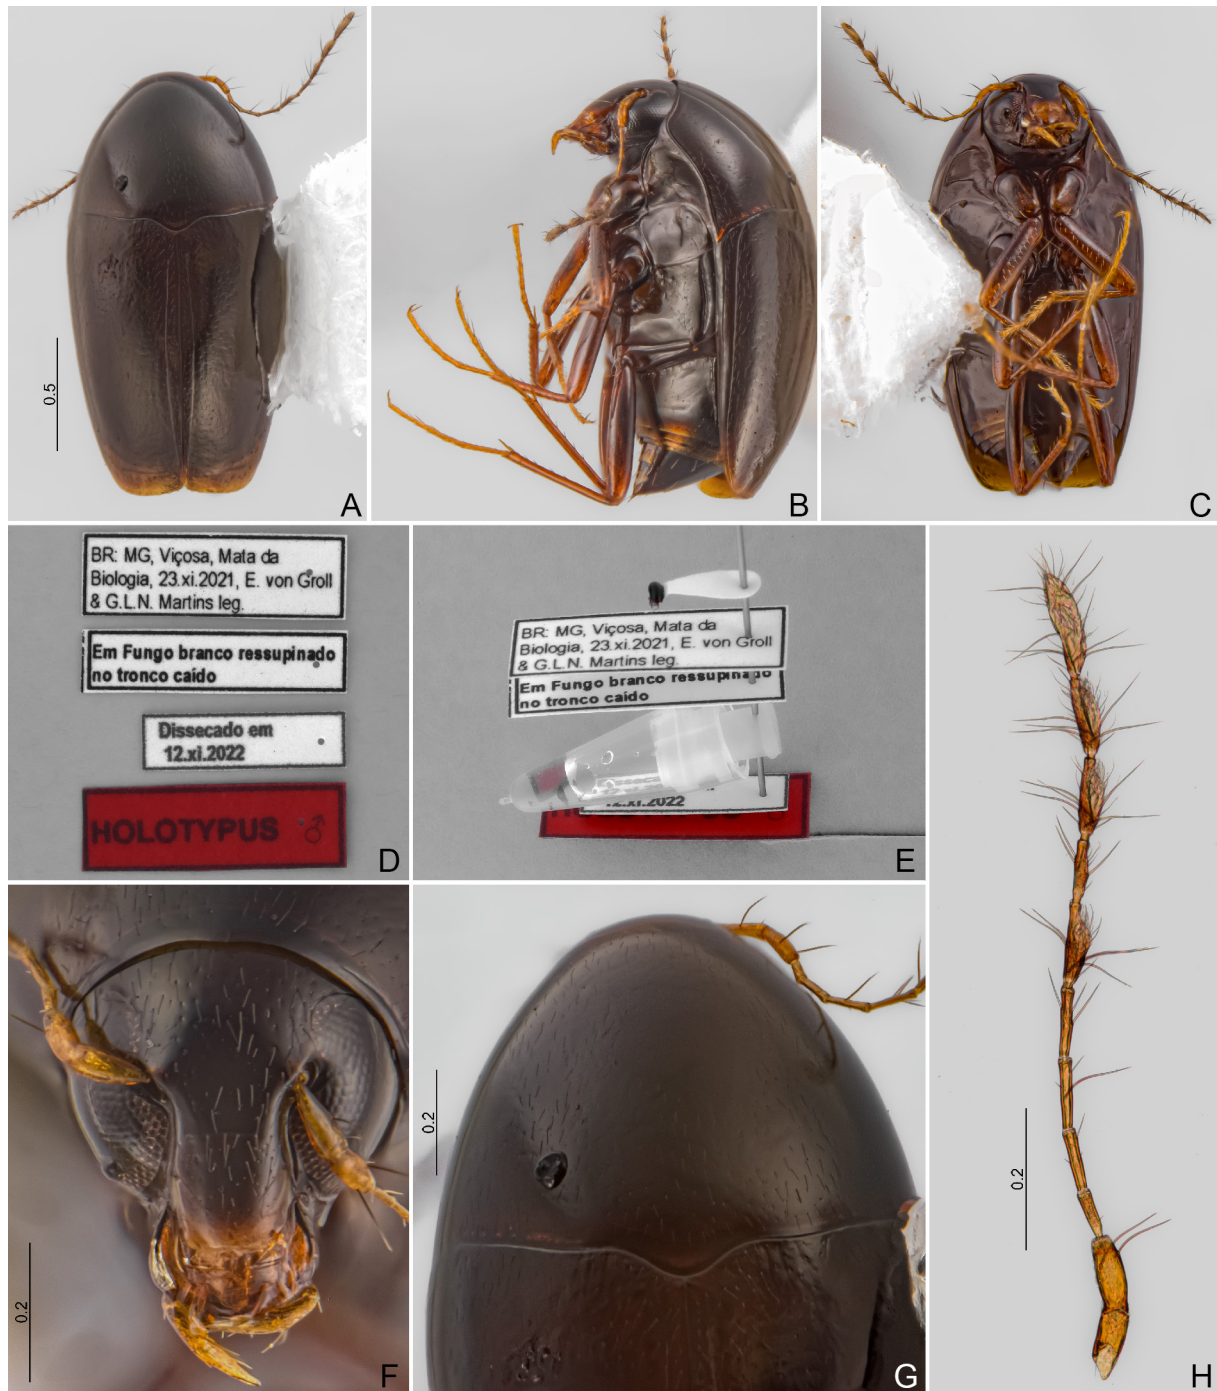 0.5
A
B
C
BR: MG, Viçosa, Mata da
Biologia, 23.xi.2021, E. von Groll
& G.L.N. Martins leg.
Em Fungo branco ressupinado
no tronco caído
Dissecado em
12.xi.2022
HOLOTYPUS ♂
D
BR: MG, Viçosa, Mata da
Biologia, 23.xi.2021, E. von Groll
& G.L.N. Martins leg.
Em Fungo branco ressupinado
no tronco caído
12.xi.2022
E
0.2
F
0.2
G
0.2
H